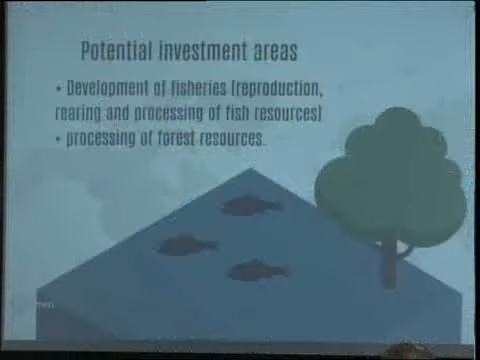 Potential investment areas
• Development of fisheries (reproduction,
rearing and processing of fish resources)
• processing of forest resources.